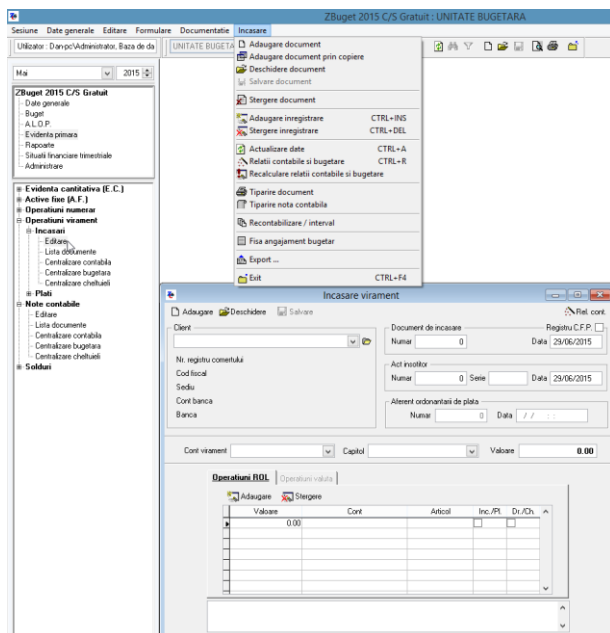 ZBuget 2015 C/S Gratuit : UNITATE BUGETARA
Sesiune Date generale Editare Formulare Documentatie Incasare
Utilizator : Dan-pc\Administrator, Baza de da
UNITATE BUGETA
Adaugare document
Adaugare document prin copiere
Deschidere document
Salvare document
Stergere document
Adaugare inregistrare CTRL+INS
Stergere inregistrare CTRL+DEL
Actualizare date CTRL+A
Relatii contabile si bugetare CTRL+R
Recalculare relatii contabile si bugetare
Tiparire document
Tiparire nota contabila
Recontabilizare / interval
Fisa angajament bugetar
Export ...
Exit CTRL+F4
Mai 2015
ZBuget 2015 C/S Gratuit
Date generale
Buget
A.L.O.P.
Evidenta primara
Rapoarte
Situatii financiare trimestriale
Administrare
Evidenta cantitativa (E.C.)
Active fixe (A.F.)
Operatiuni numerar
Operatiuni virament
Incasari
Editare
Lista documente
Centralizare contabila
Centralizare bugetara
Centralizare cheltuieli
Plati
Note contabile
Editare
Lista documente
Centralizare contabila
Centralizare bugetara
Centralizare cheltuieli
Solduri
Incasare virament
Adaugare Deschidere Salvare Rel. cont.
Client
Nr. registru comertului
Cod fiscal
Sediu
Cont banca
Banca
Document de incasare Registru C.F.P.
Numar 0 Data 29/06/2015
Act insotitor
Numar 0 Serie Data 29/06/2015
Aferent ordonantarii de plata
Numar 0 Data / / : :
Cont virament Capitol Valoare 0.00
Operatiuni ROL Operatiuni valuta
Adaugare Stergere
Valoare Cont Articol Inc./Pl. Dr./Ch.
0.00